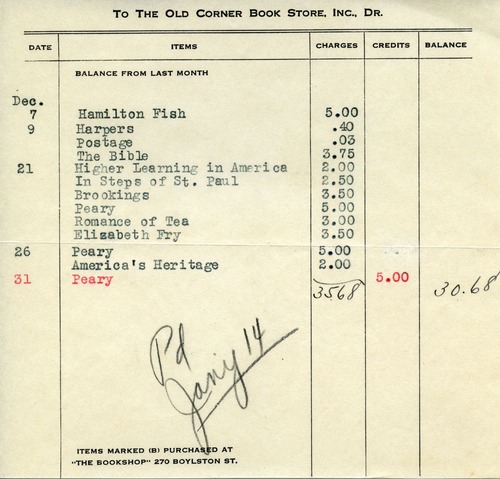 TO THE OLD CORNER BOOK STORE, INC., DR.
DATE ITEMS CHARGES CREDITS BALANCE
BALANCE FROM LAST MONTH
Dec.
7 Hamilton Fish 5.00
9 Harpers .40
Postage .03
The Bible 3.75
21 Higher Learning in America 2.00
In Steps of St. Paul 2.50
Brookings 3.50
Peary 5.00
Romance of Tea 3.00
Elizabeth Fry 3.50
26 Peary 5.00
America's Heritage 2.00
31 Peary 5.00
3568 30.68
Pd
Jan'y 14
ITEMS MARKED (B) PURCHASED AT
"THE BOOKSHOP" 270 BOYLSTON ST.